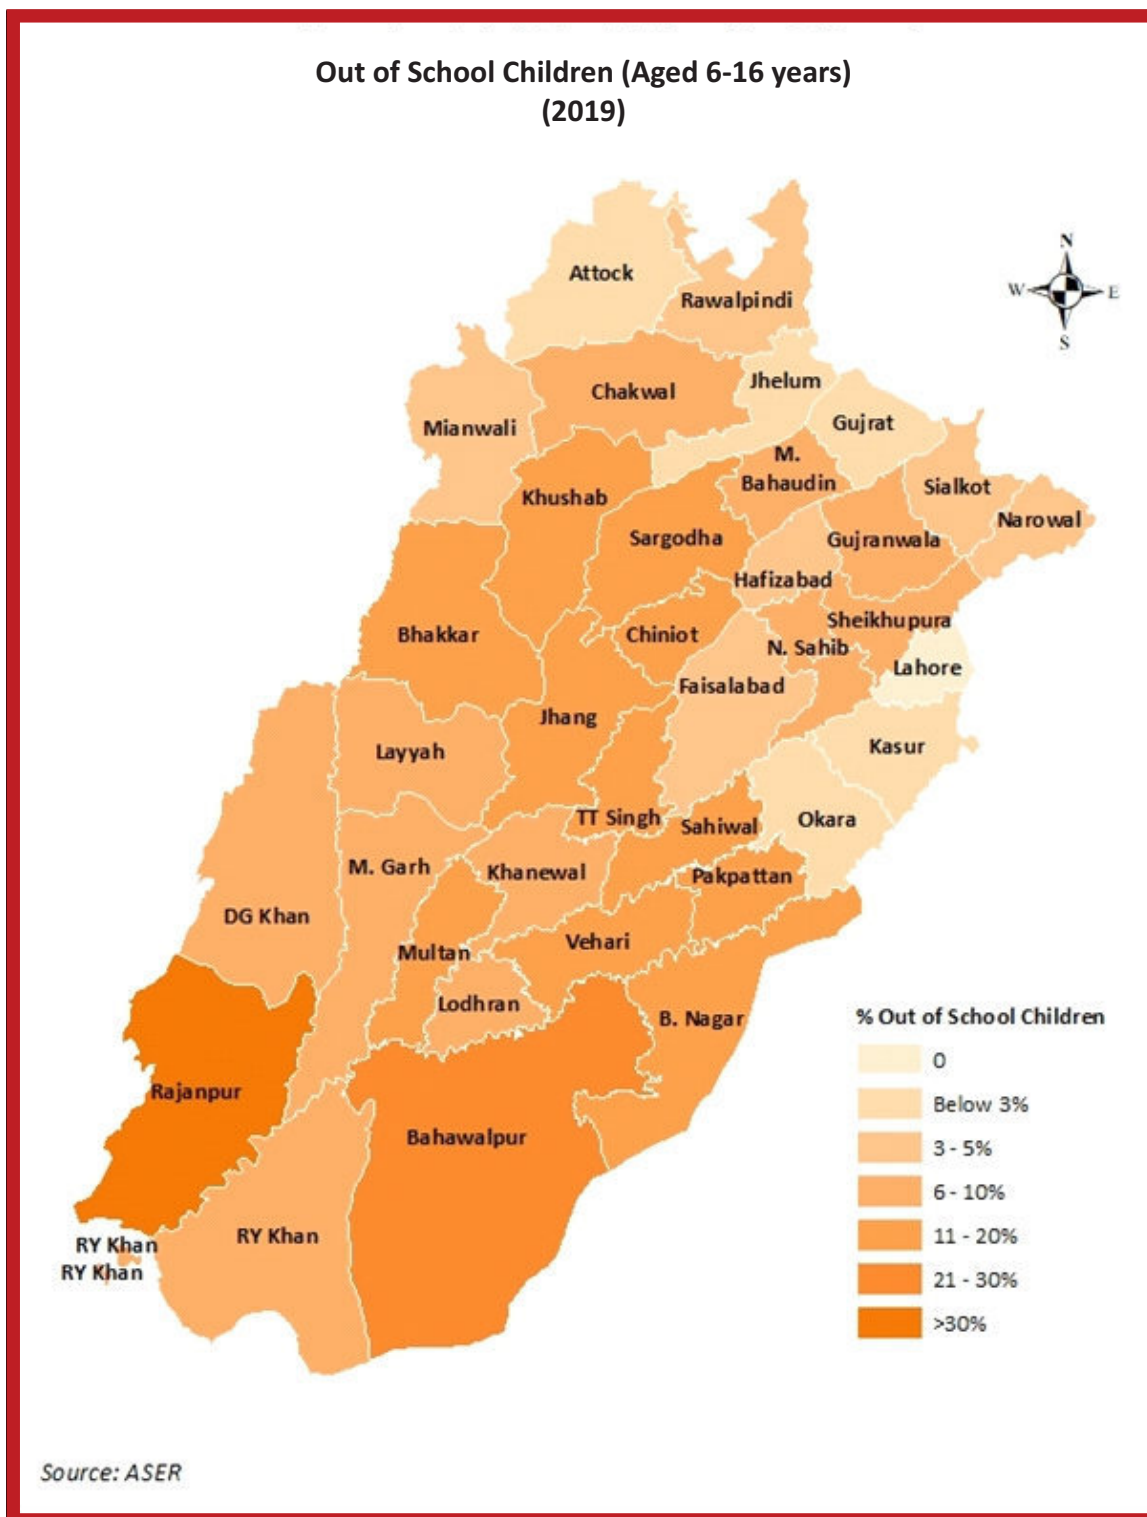 Out of School Children (Aged 6-16 years)
(2019)
N
W
E
S
Attock
Rawalpindi
Chakwal
Jhelum
Mianwali
Gujrat
M.
Bahaudin
Khushab
Sialkot
Narowal
Sargodha
Gujranwala
Hafizabad
Bhakkar
Chiniot
Sheikhupura
N. Sahib
Lahore
Faisalabad
Jhang
Layyah
Kasur
TT Singh
Sahiwal
Okara
M. Garh
Khanewal
Pakpattan
DG Khan
Vehari
Multan
Lodhran
B. Nagar
Rajanpur
Bahawalpur
RY Khan
RY Khan
RY Khan
% Out of School Children
0
Below 3%
3 - 5%
6 - 10%
11 - 20%
21 - 30%
>30%
Source: ASER